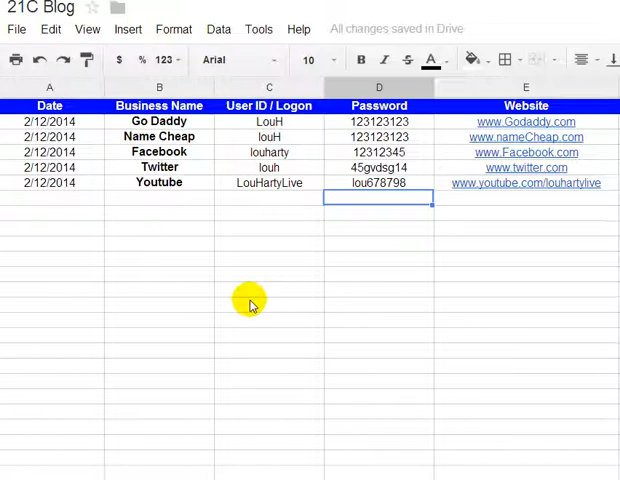 21C Blog
File Edit View Insert Format Data Tools Help All changes saved in Drive
$ % 123 Arial 10 B I S A
A B C D E
Date Business Name User ID / Logon Password Website
2/12/2014 Go Daddy LouH 123123123 www.Godaddy.com
2/12/2014 Name Cheap louH 123123123 www.nameCheap.com
2/12/2014 Facebook louharty 12312345 www.Facebook.com
2/12/2014 Twitter louh 45gvdsg14 www.twitter.com
2/12/2014 Youtube LouHartyLive lou678798 www.youtube.com/louhartylive